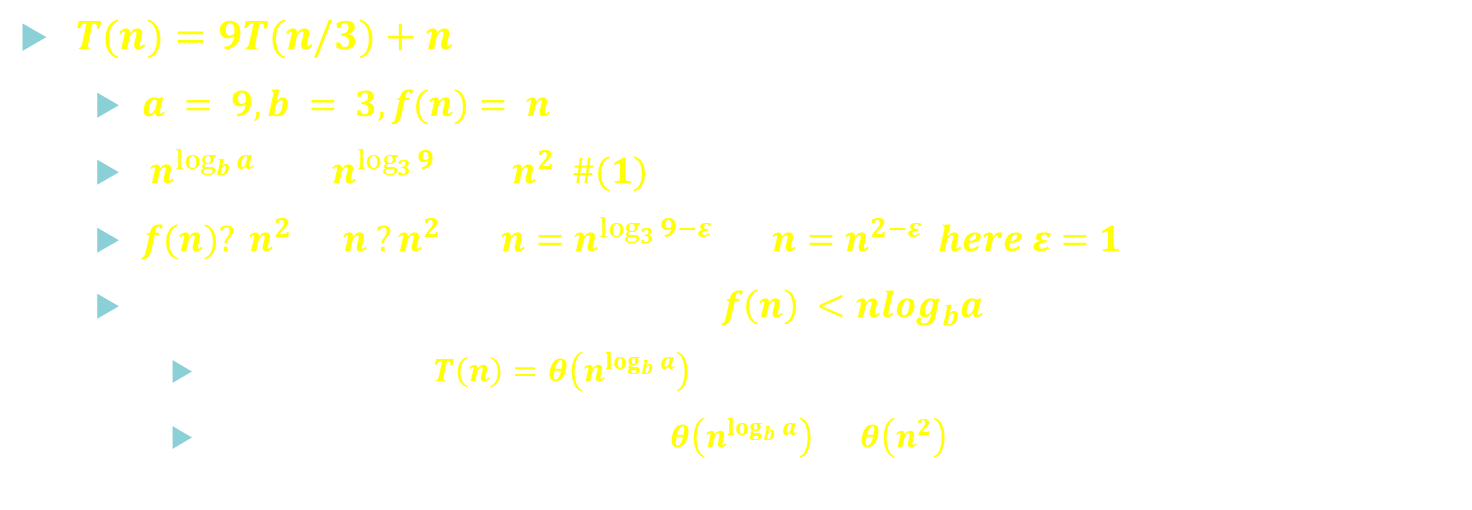 T(n) = 9T(n/3) + n
a = 9, b = 3, f(n) = n
n^{log_b a} n^{log_3 9} n^2 #(1)
f(n)? n^2 n ? n^2 n = n^{log_3 9−ε} n = n^{2−ε} here ε = 1
f(n) < nlog_b a
T(n) = θ(n^{log_b a})
θ(n^{log_b a}) θ(n^2)